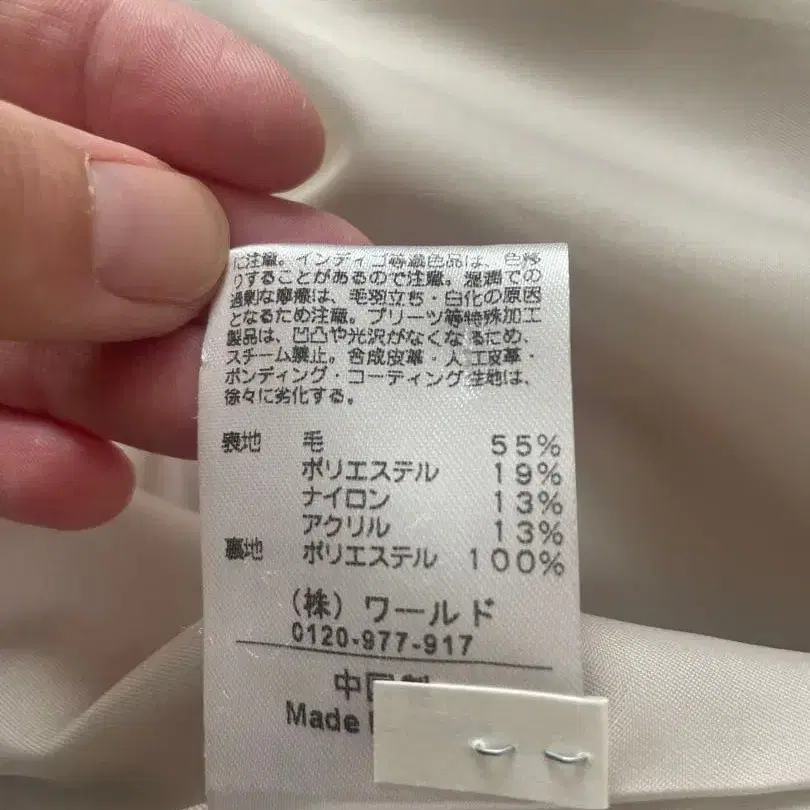 に注意。インディゴ等濃色品は、色移
りすることがあるので注意。湿潤での
過剰な摩擦は、毛羽立ち・白化の原因
となるため注意。プリーツ等特殊加工
製品は、凹凸や光沢がなくなるため、
スチーム禁止。合成皮革・人工皮革・
ボンディング・コーティング生地は、
徐々に劣化する。
表地 毛 55%
ポリエステル 19%
ナイロン 13%
アクリル 13%
裏地 ポリエステル 100%
(株)ワールド
0120-977-917
中国製
Made